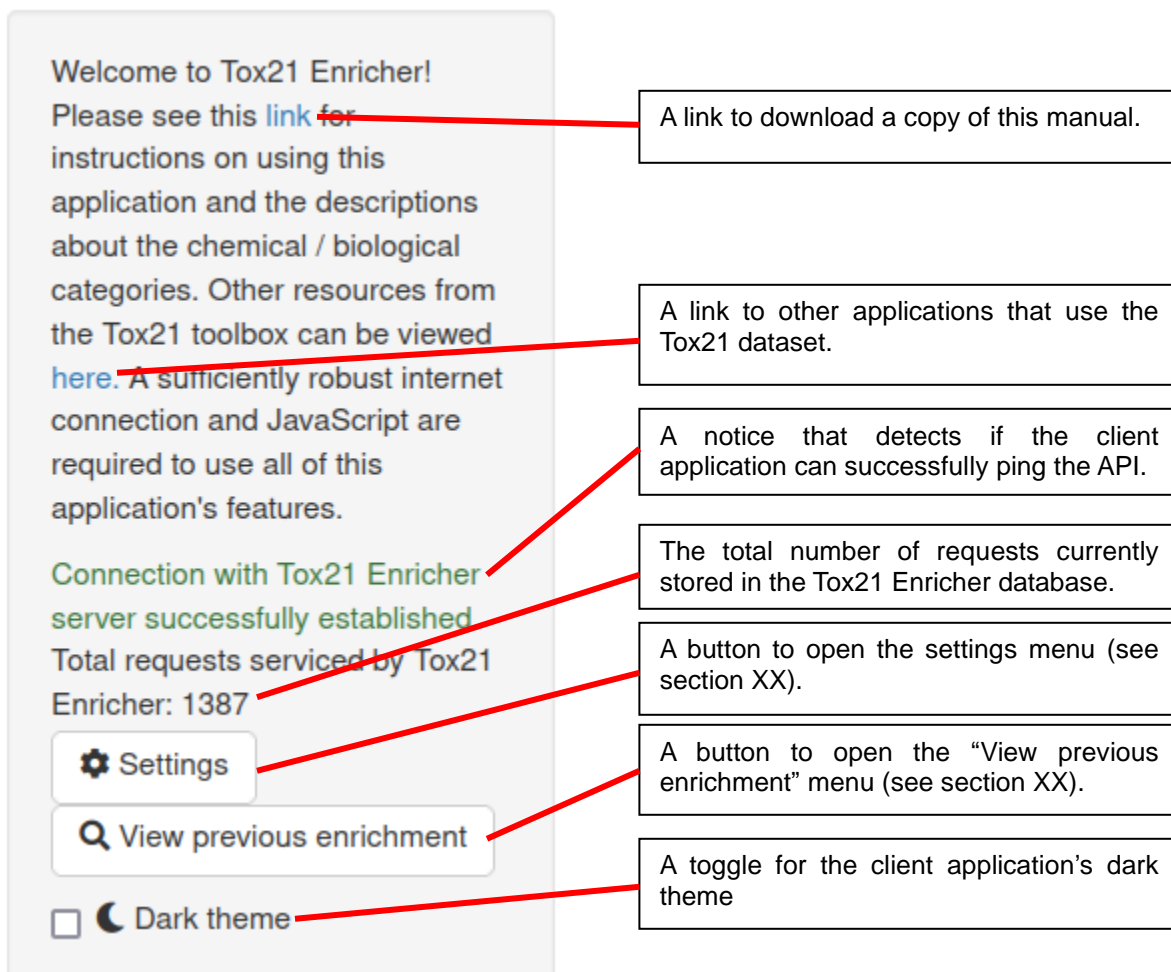 Welcome to Tox21 Enricher!
Please see this link for
instructions on using this
application and the descriptions
about the chemical / biological
categories. Other resources from
the Tox21 toolbox can be viewed
here. A sufficiently robust internet
connection and JavaScript are
required to use all of this
application's features.
Connection with Tox21 Enricher
server successfully established
Total requests serviced by Tox21
Enricher: 1387
Settings
View previous enrichment
Dark theme
A link to download a copy of this manual.
A link to other applications that use the
Tox21 dataset.
A notice that detects if the client
application can successfully ping the API.
The total number of requests currently
stored in the Tox21 Enricher database.
A button to open the settings menu (see
section XX).
A button to open the “View previous
enrichment” menu (see section XX).
A toggle for the client application’s dark
theme